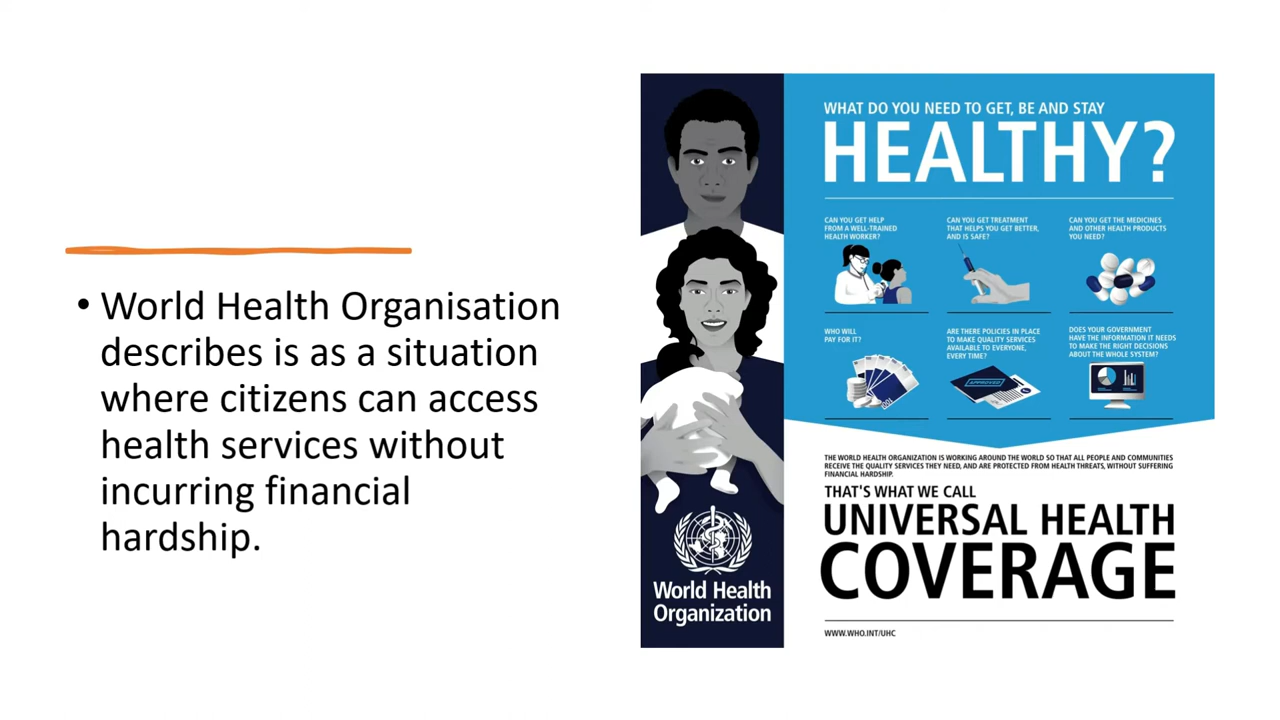 • World Health Organisation
describes is as a situation
where citizens can access
health services without
incurring financial
hardship.
WHAT DO YOU NEED TO GET, BE AND STAY
HEALTHY?
CAN YOU GET HELP
FROM A WELL-TRAINED
HEALTH WORKER?
CAN YOU GET TREATMENT
THAT HELPS YOU GET BETTER,
AND IS SAFE?
CAN YOU GET THE MEDICINES
AND OTHER HEALTH PRODUCTS
YOU NEED?
WHO WILL
PAY FOR IT?
ARE THERE POLICIES IN PLACE
TO MAKE QUALITY SERVICES
AVAILABLE TO EVERYONE,
EVERY TIME?
APPROVED
DOES YOUR GOVERNMENT
HAVE THE INFORMATION IT NEEDS
TO MAKE THE RIGHT DECISIONS
ABOUT THE WHOLE SYSTEM?
THE WORLD HEALTH ORGANIZATION IS WORKING AROUND THE WORLD SO THAT ALL PEOPLE AND COMMUNITIES
RECEIVE THE QUALITY SERVICES THEY NEED, AND ARE PROTECTED FROM HEALTH THREATS, WITHOUT SUFFERING
FINANCIAL HARDSHIP.
THAT'S WHAT WE CALL
UNIVERSAL HEALTH
COVERAGE
WWW.WHO.INT/UHC
World Health
Organization